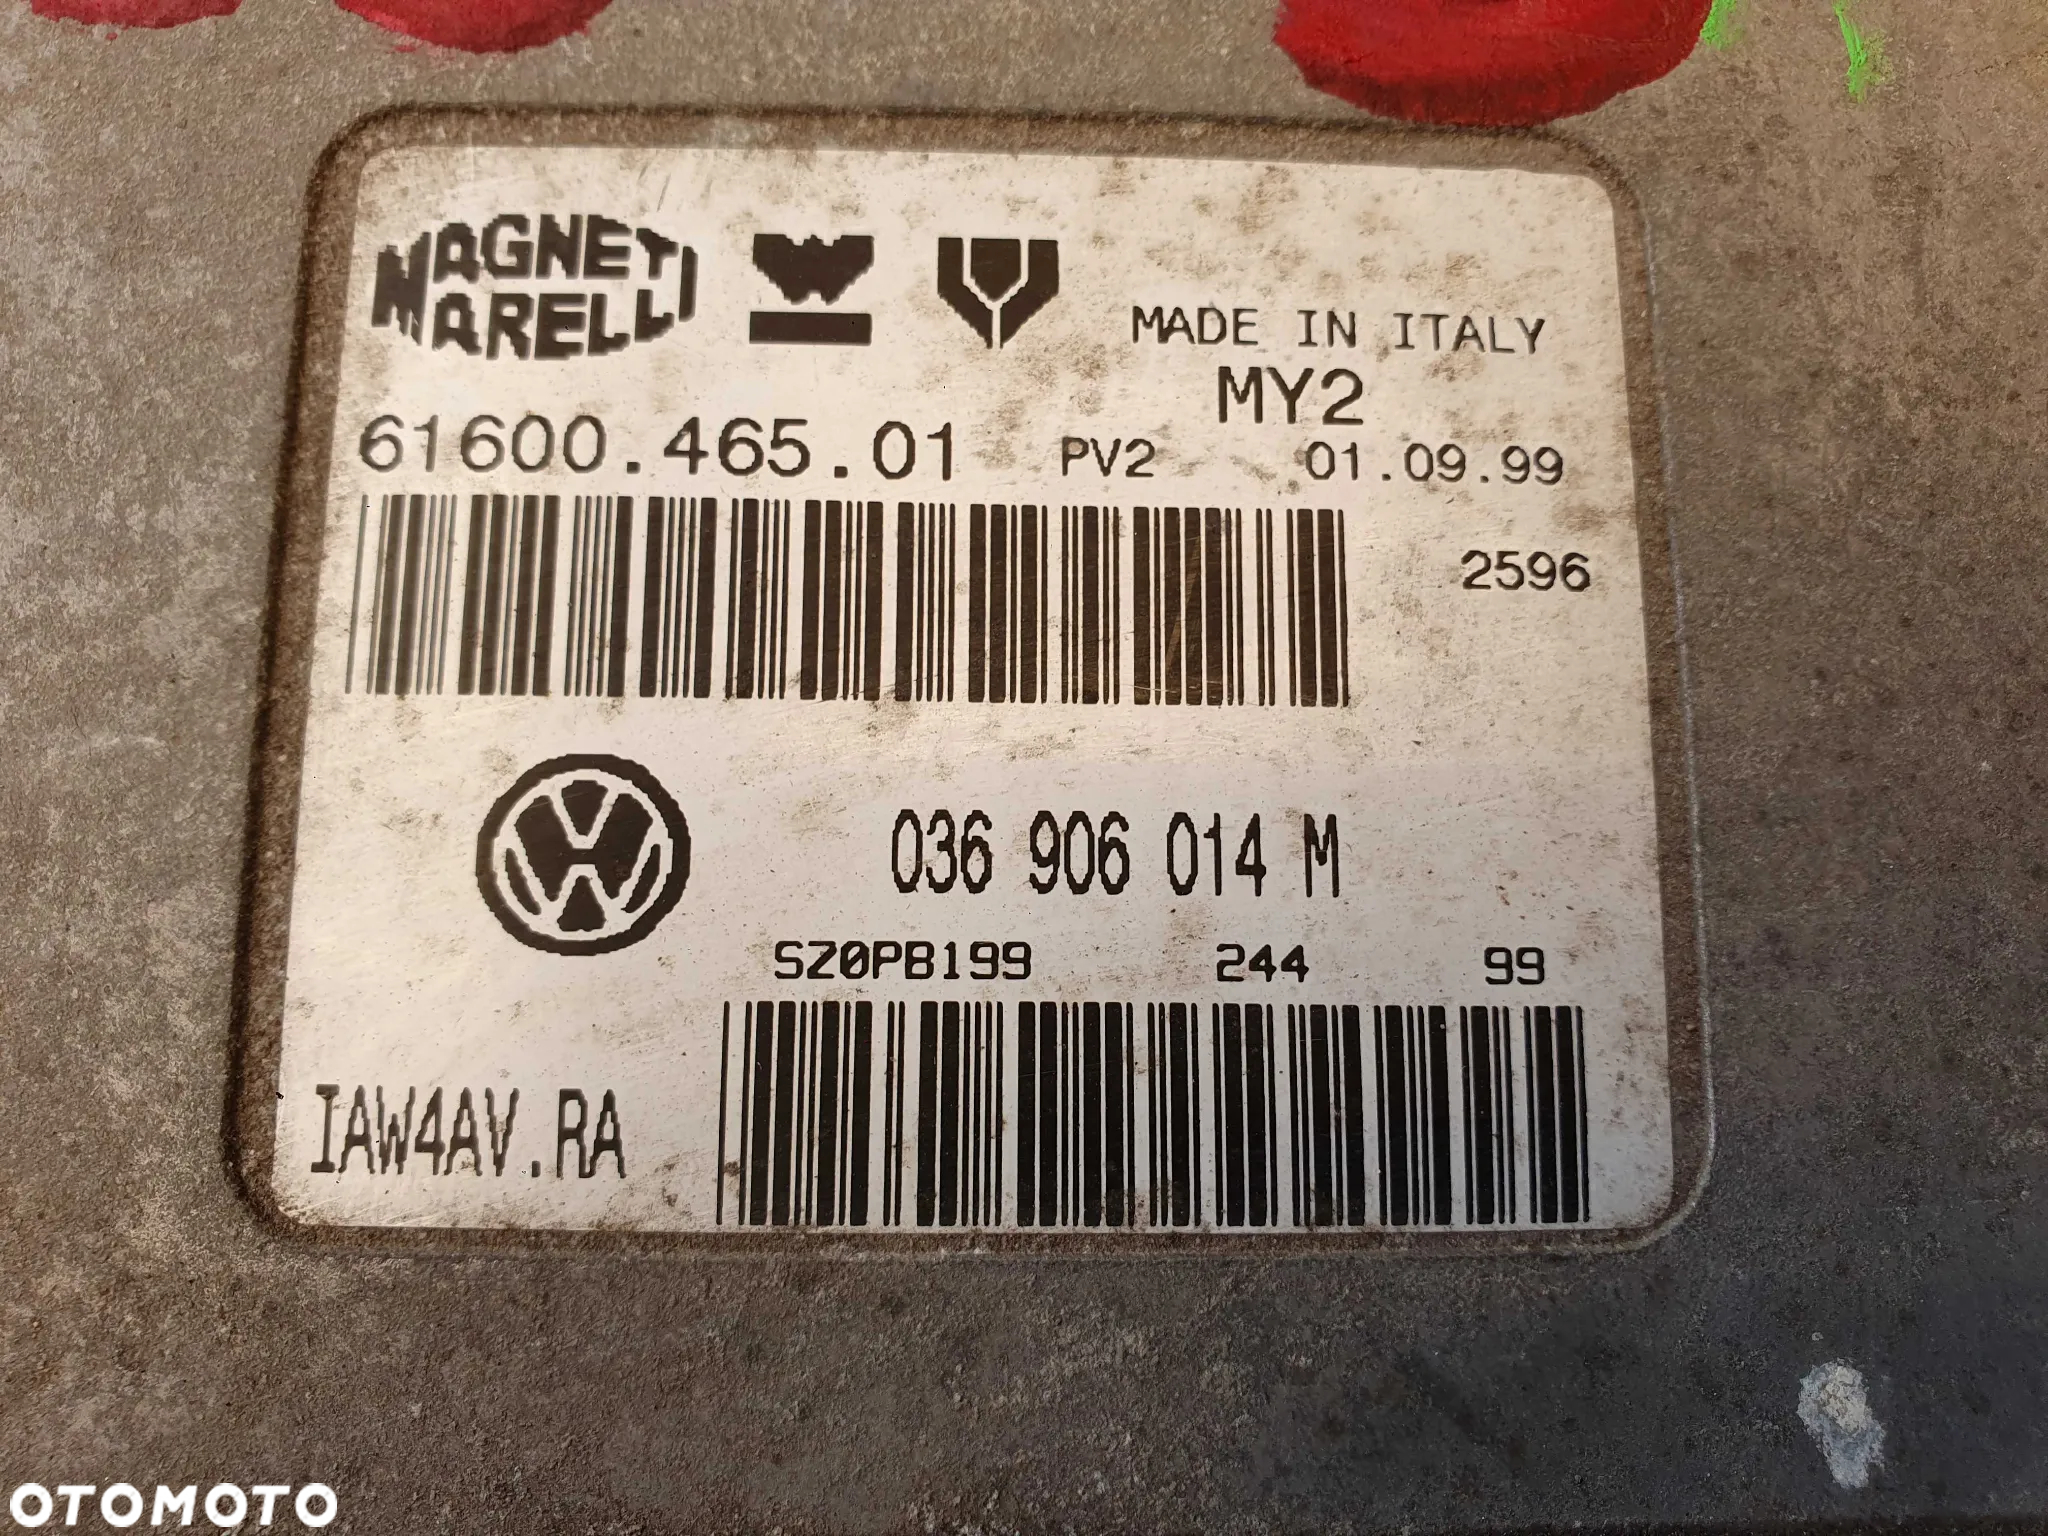 MAGNETI
MARELLI
MADE IN ITALY
MY2
61600.465.01 PV2 01.09.99
2596
036 906 014 M
SZ0PB199 244 99
IAW4AV.RA
OTOMOTO